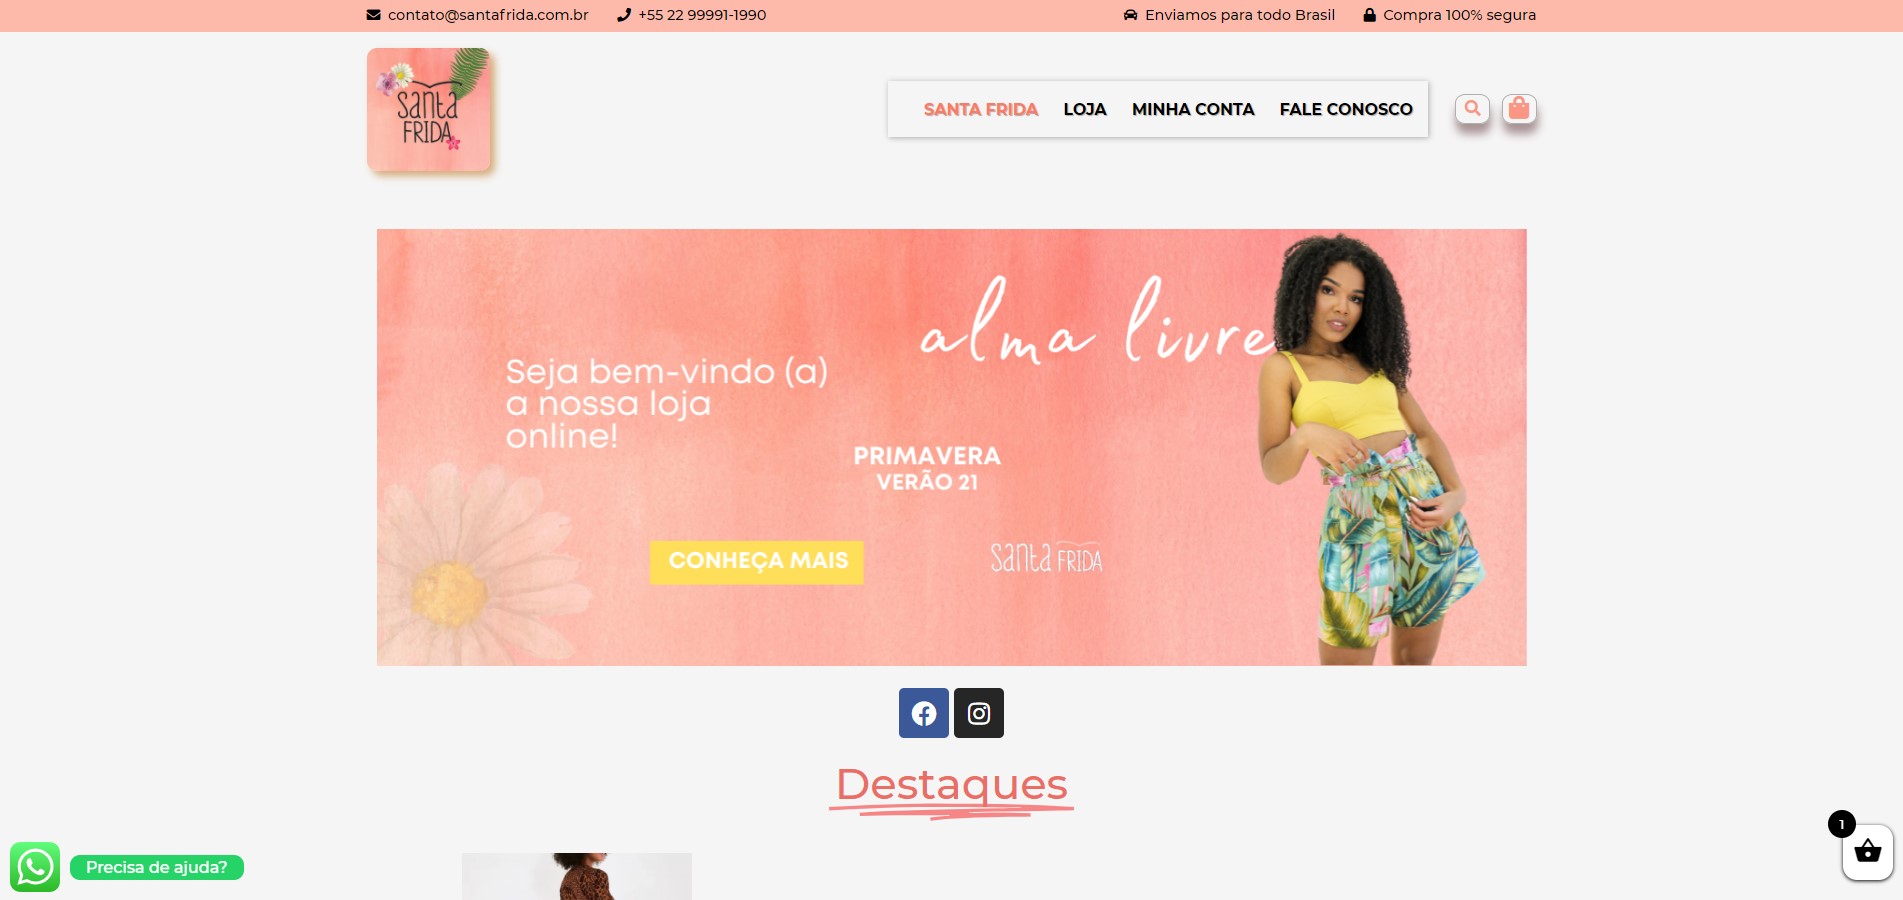 contato@santafrida.com.br
+55 22 99991-1990
Enviamos para todo Brasil
Compra 100% segura
santa
FRIDA
SANTA FRIDA
LOJA
MINHA CONTA
FALE CONOSCO
alma livre
Seja bem-vindo (a)
a nossa loja
online!
PRIMAVERA
VERÃO 21
CONHEÇA MAIS
santa FRIDA
Destaques
1
Precisa de ajuda?